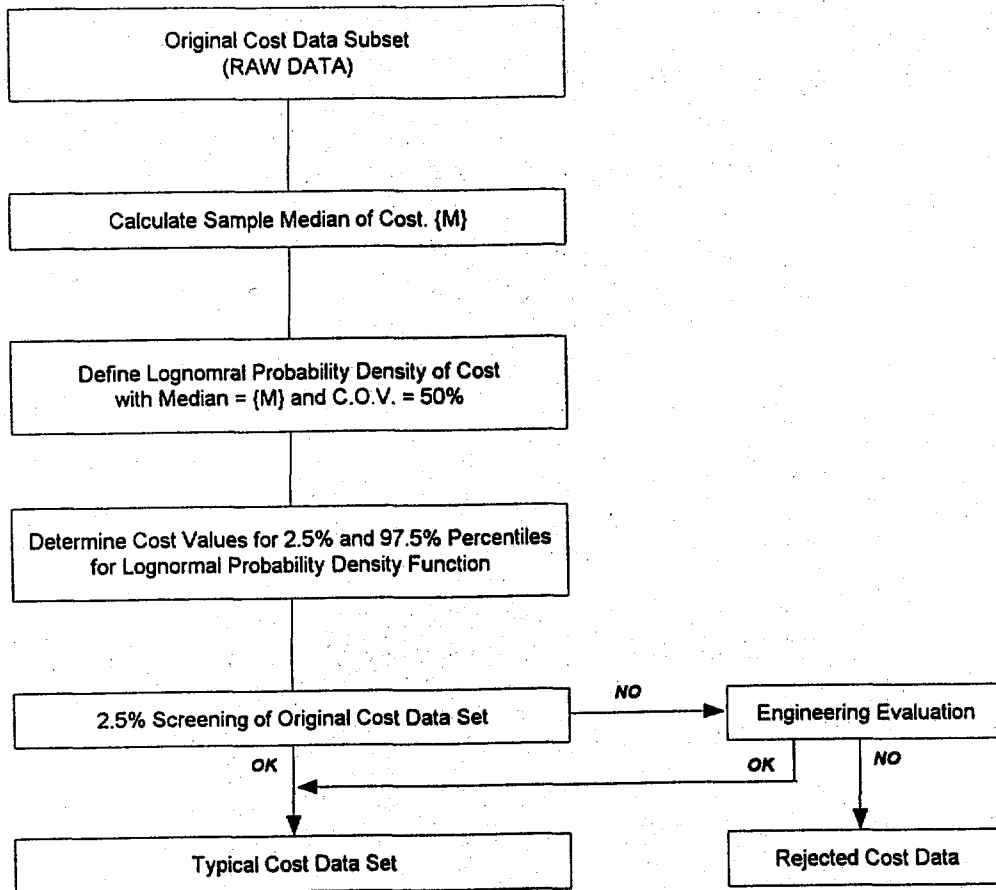 Original Cost Data Subset
(RAW DATA)
Calculate Sample Median of Cost. {M}
Define Lognomral Probability Density of Cost
with Median = {M} and C.O.V. = 50%
Determine Cost Values for 2.5% and 97.5% Percentiles
for Lognormal Probability Density Function
2.5% Screening of Original Cost Data Set
NO
Engineering Evaluation
OK
OK
NO
Typical Cost Data Set
Rejected Cost Data